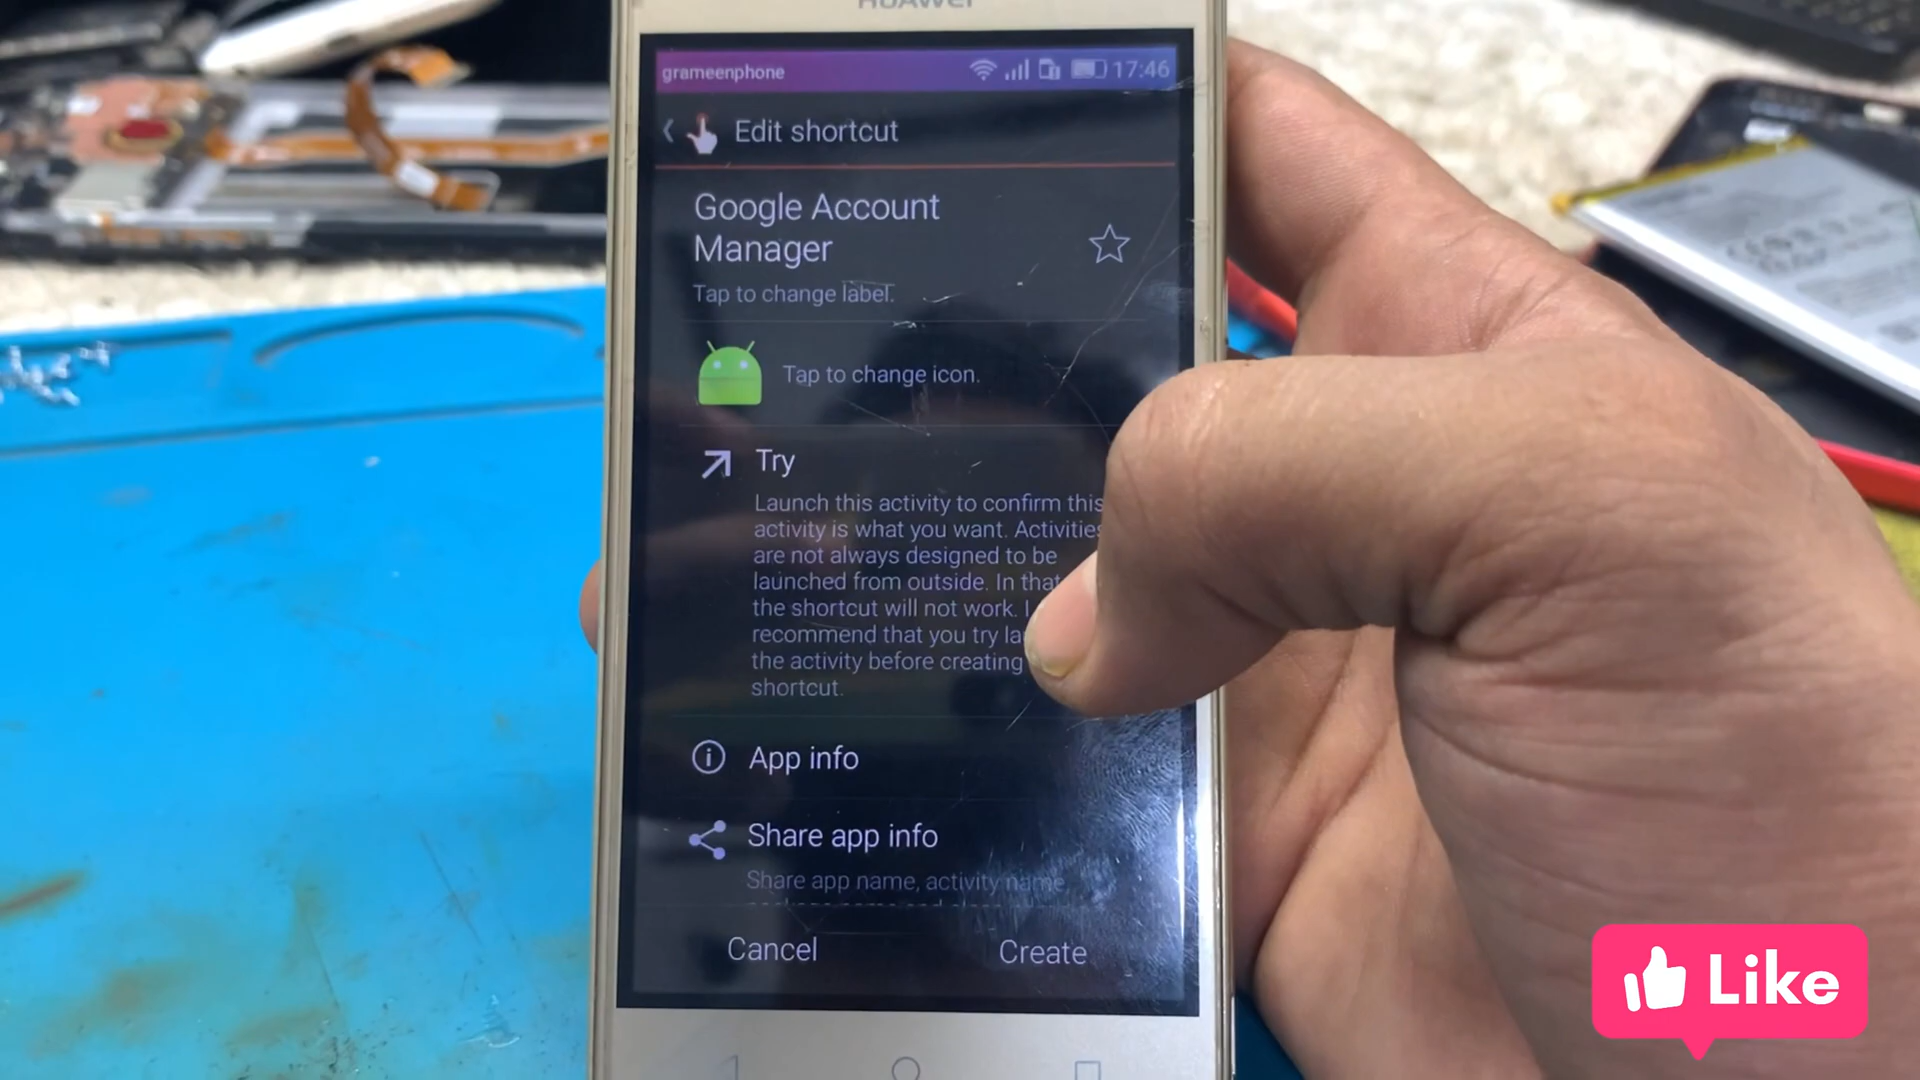 HUAWEI
grameenphone
17:46
Edit shortcut
Google Account
Manager
Tap to change label.
Tap to change icon.
Try
Launch this activity to confirm this
activity is what you want. Activities
are not always designed to be
launched from outside. In that
the shortcut will not work. I
recommend that you try
the activity before creating
shortcut.
App info
Share app info
Share app name, activity name
Cancel
Create
Like